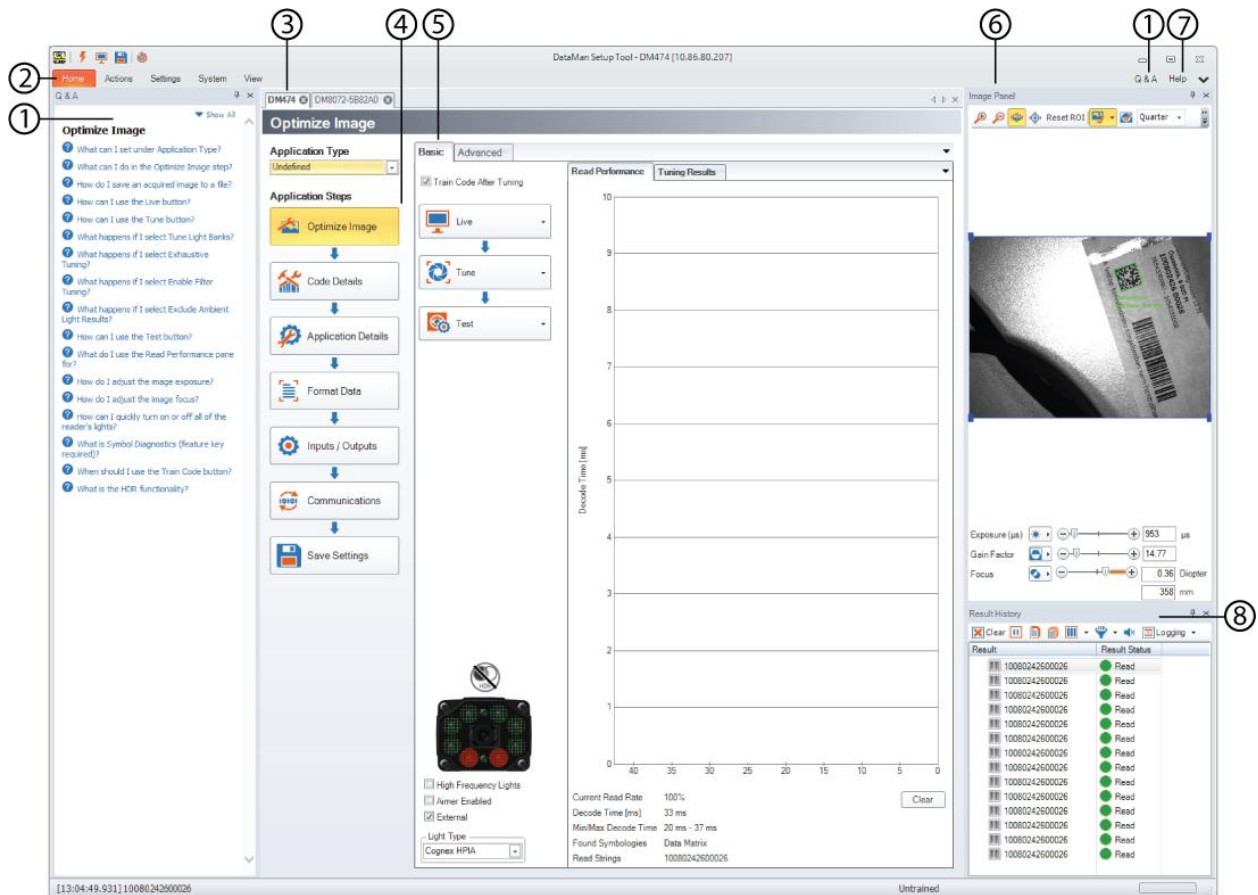 ③
④
⑤
⑥
①
⑦
DataMan Setup Tool - DM474 [10.86.80.207]
②
Home
Actions
Settings
System
View
Q & A
Help
Q & A
①
Show All
Optimize Image
What can I set under Application Type?
What can I do in the Optimize Image step?
How do I save an acquired image to a file?
How can I use the Live button?
How can I use the Tune button?
What happens if I select Tune Light Banks?
What happens if I select Exhaustive
Tuning?
What happens if I select Enable Filter
Tuning?
What happens if I select Exclude Ambient
Light Results?
How can I use the Test button?
What do I use the Read Performance pane
for?
How do I adjust the image exposure?
How do I adjust the image focus?
How can I quickly turn on or off all of the
reader's lights?
What is Symbol Diagnostics (feature key
required)?
When should I use the Train Code button?
What is the HDR functionality?
DM474
DM8072-5B82A0
Optimize Image
Application Type
Undefined
Application Steps
Optimize Image
Code Details
Application Details
Format Data
Inputs / Outputs
Communications
Save Settings
Basic
Advanced
Train Code After Tuning
Live
Tune
Test
HDR
High Frequency Lights
Aimer Enabled
External
Light Type
Cognex HPIA
Read Performance
Tuning Results
Decode Time [ms]
10
9
8
7
6
5
4
3
2
1
0
40 35 30 25 20 15 10 5 0
Current Read Rate 100%
Decode Time [ms] 33 ms
Min/Max Decode Time 20 ms - 37 ms
Found Symbologies Data Matrix
Read Strings 10080242600026
Clear
Image Panel
Reset ROI
Quarter
Exposure (µs) 953 µs
Gain Factor 14.77
Focus 0.36 Diopter
358 mm
Result History
⑧
Clear
Logging
Result Result Status
10080242600026 Read
10080242600026 Read
10080242600026 Read
10080242600026 Read
10080242600026 Read
10080242600026 Read
10080242600026 Read
10080242600026 Read
10080242600026 Read
10080242600026 Read
10080242600026 Read
10080242600026 Read
10080242600026 Read
10080242600026 Read
[13:04:49.931] 10080242600026
Untrained